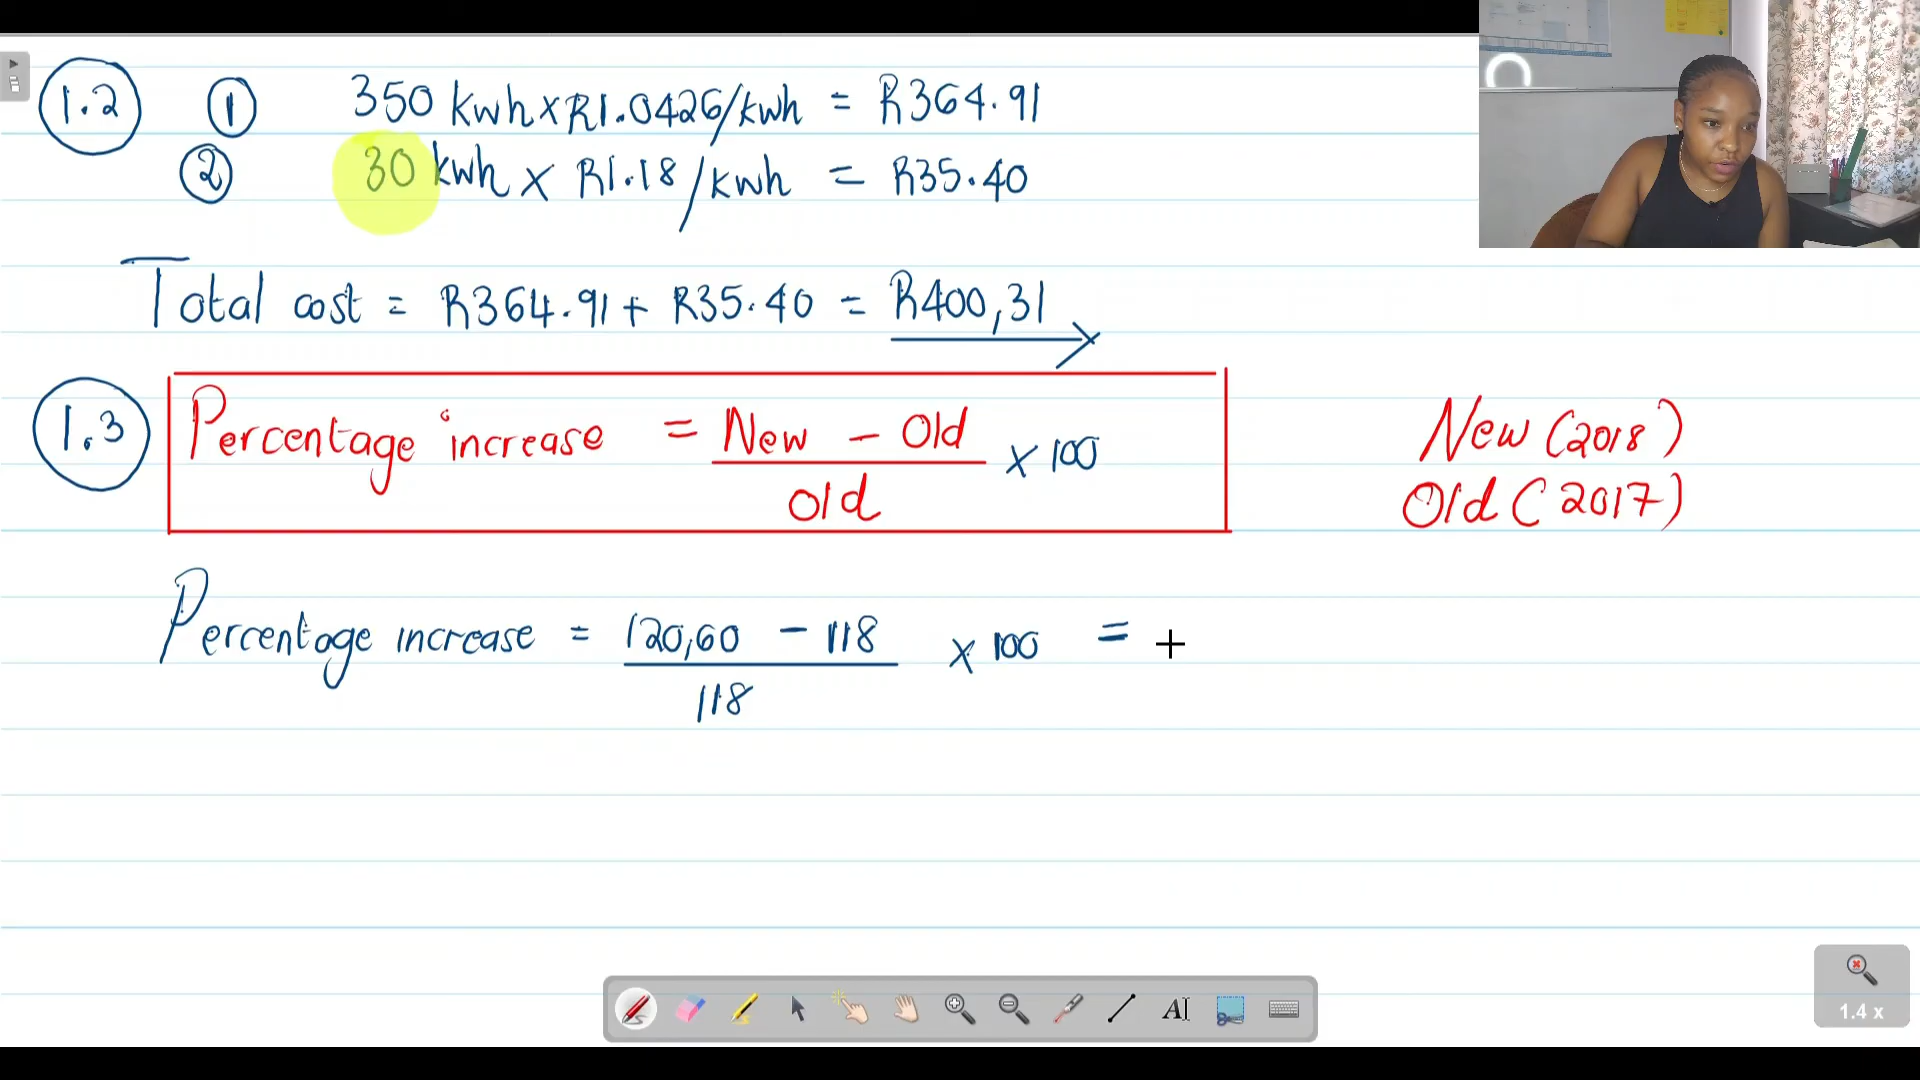 1.2 ① 350 kwh x R1.0426/kwh = R364.91
② 30 kwh x R1.18/kwh = R35.40
Total cost = R364.91 + R35.40 = R400,31
1.3 Percentage increase = New - Old / Old x 100
New (2018)
Old (2017)
Percentage increase = 120,60 - 118 / 118 x 100 =
AI
1.4 x